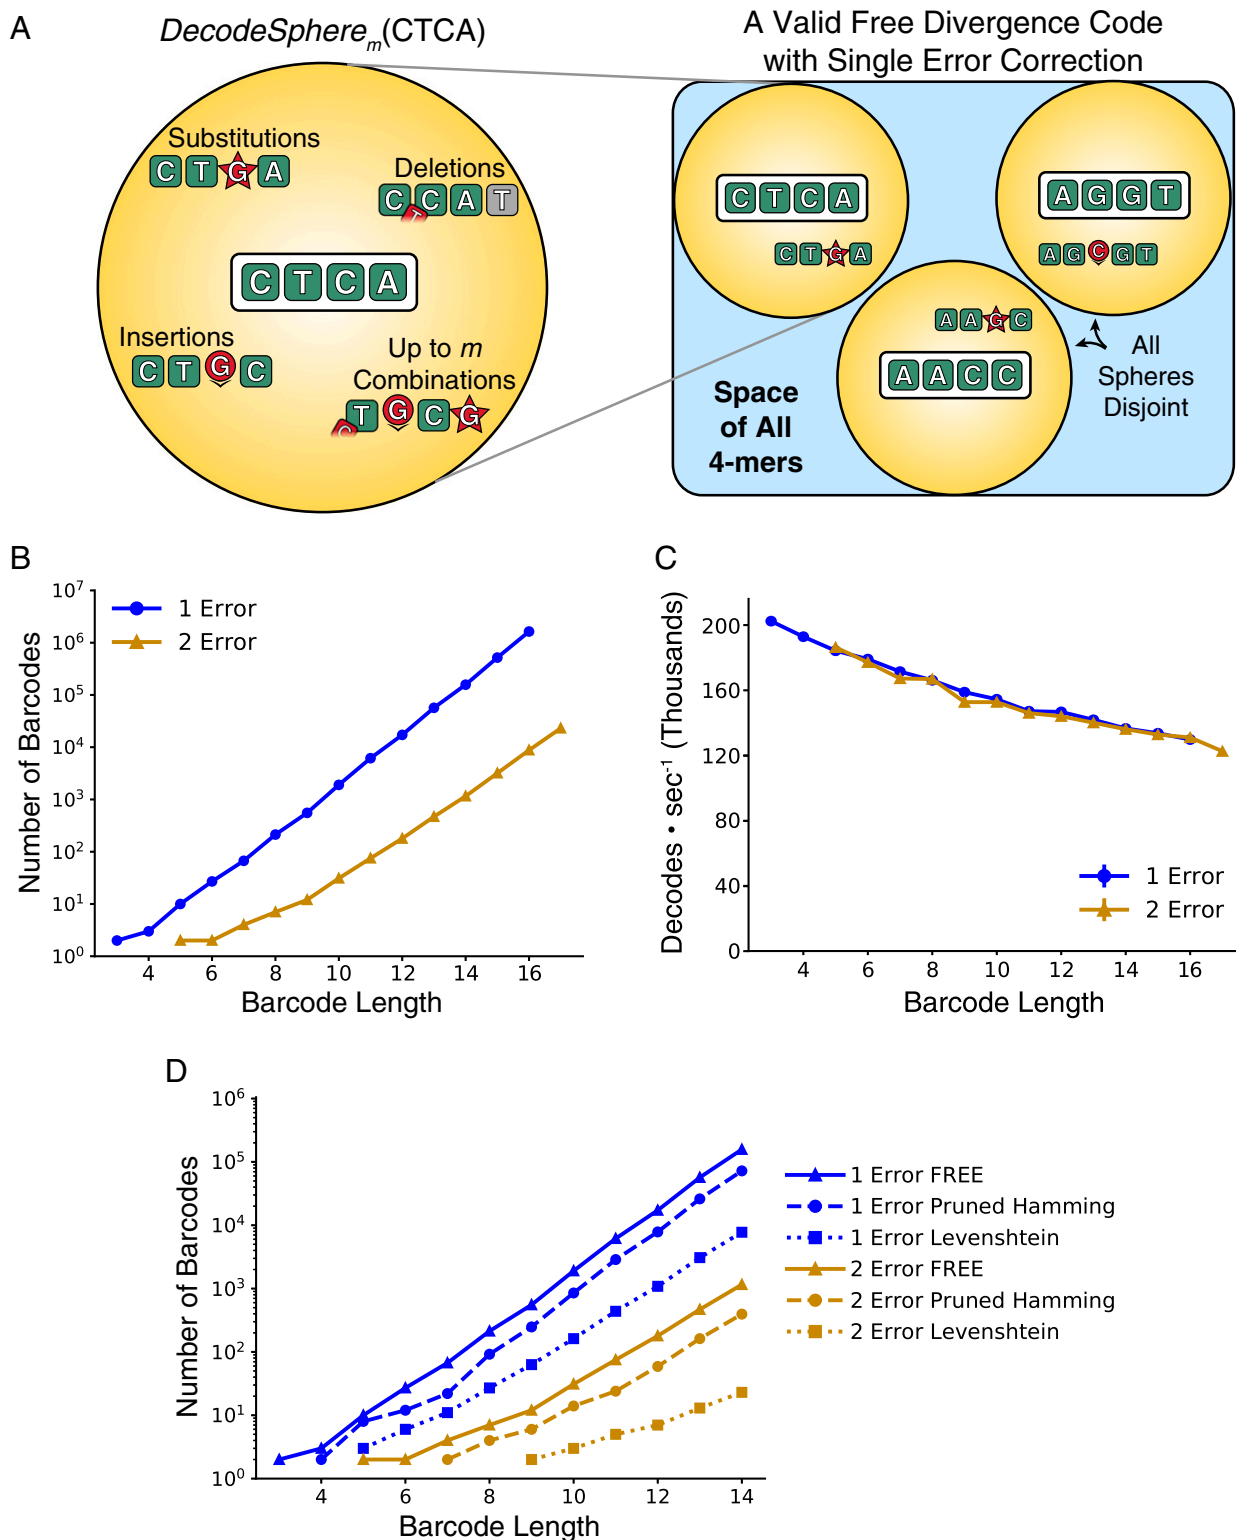 A
DecodeSphere_m(CTCA)
A Valid Free Divergence Code
with Single Error Correction
Substitutions
C T G A
Deletions
C T C A T
C T C A
Insertions
C T G C
Up to m
Combinations
C T G C G
C T C A
C T G A
A G G T
A G C G T
A A G C
A A C C
Space
of All
4-mers
All
Spheres
Disjoint
B
Number of Barcodes
10^7
10^6
10^5
10^4
10^3
10^2
10^1
10^0
1 Error
2 Error
4 6 8 10 12 14 16
Barcode Length
C
Decodes • sec^-1 (Thousands)
200
160
120
80
40
0
1 Error
2 Error
4 6 8 10 12 14 16
Barcode Length
D
Number of Barcodes
10^6
10^5
10^4
10^3
10^2
10^1
10^0
4 6 8 10 12 14
Barcode Length
1 Error FREE
1 Error Pruned Hamming
1 Error Levenshtein
2 Error FREE
2 Error Pruned Hamming
2 Error Levenshtein